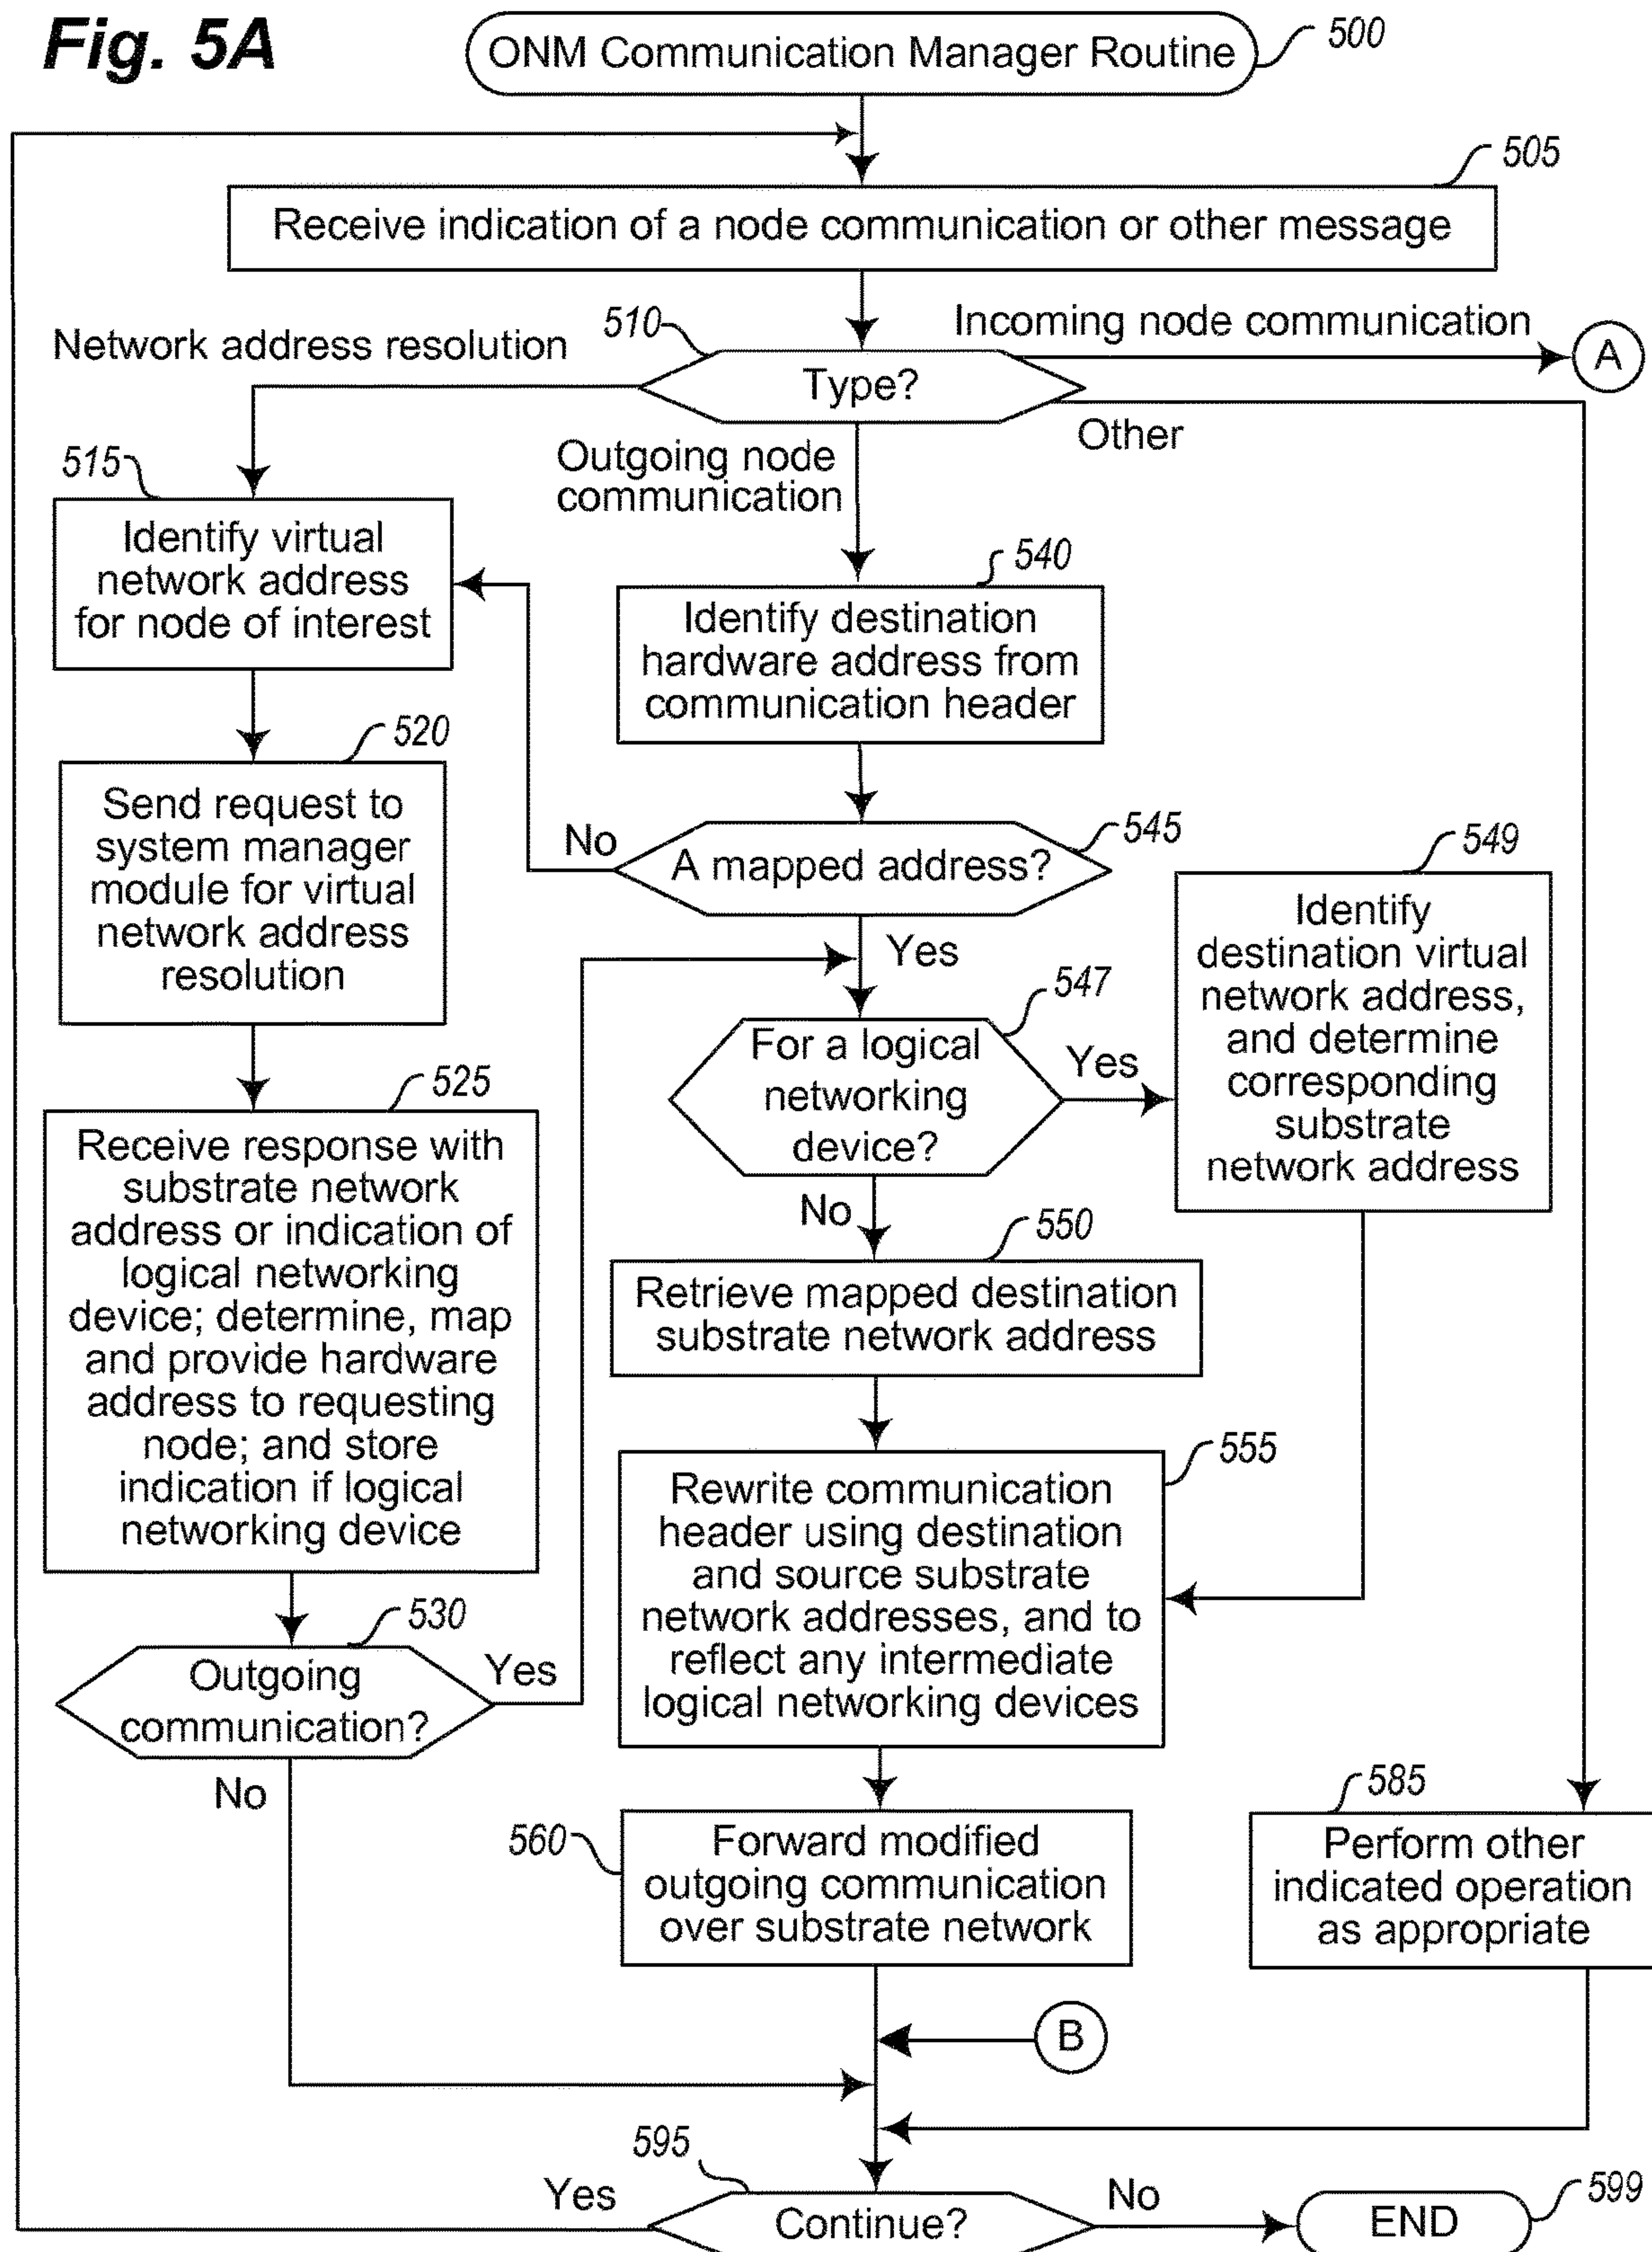 Fig. 5A
ONM Communication Manager Routine
500
505
Receive indication of a node communication or other message
Network address resolution
510
Incoming node communication
A
Type?
Other
Outgoing node
communication
515
Identify virtual
network address
for node of interest
540
Identify destination
hardware address from
communication header
520
Send request to
system manager
module for virtual
network address
resolution
No
545
A mapped address?
Yes
549
Identify
destination virtual
network address,
and determine
corresponding
substrate
network address
547
For a logical
networking
device?
Yes
No
525
Receive response with
substrate network
address or indication of
logical networking
device; determine, map
and provide hardware
address to requesting
node; and store
indication if logical
networking device
550
Retrieve mapped destination
substrate network address
555
Rewrite communication
header using destination
and source substrate
network addresses, and to
reflect any intermediate
logical networking devices
530
Outgoing
communication?
Yes
No
560
Forward modified
outgoing communication
over substrate network
585
Perform other
indicated operation
as appropriate
B
595
Yes
Continue?
No
END
599